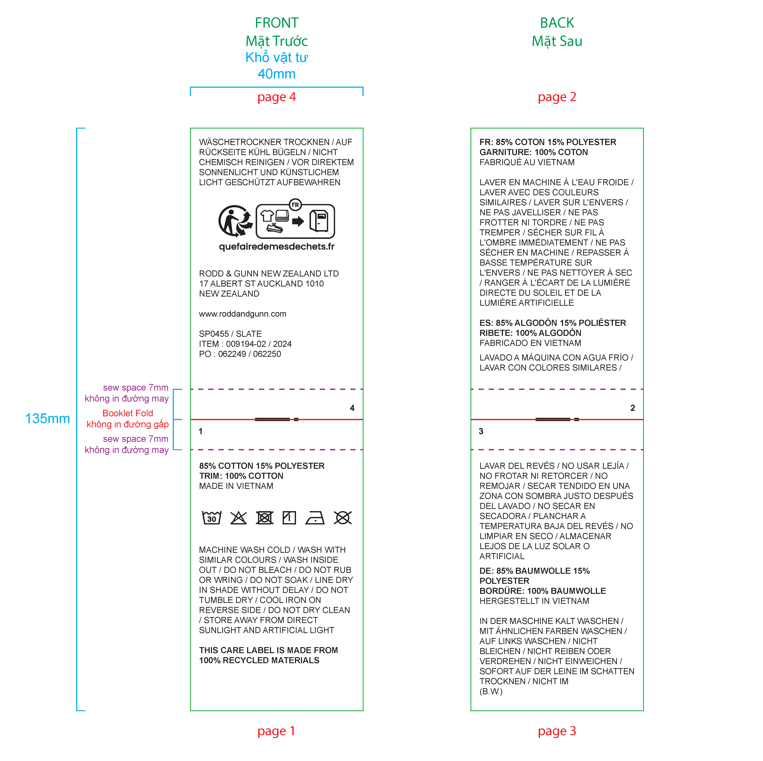 FRONT
Mặt Trước
Khổ vật tư
40mm
page 4
BACK
Mặt Sau
page 2
WÄSCHETROCKNER TROCKNEN / AUF
RÜCKSEITE KÜHL BÜGELN / NICHT
CHEMISCH REINIGEN / VOR DIREKTEM
SONNENLICHT UND KÜNSTLICHEM
LICHT GESCHÜTZT AUFBEWAHREN
FR
quefairedemesdechets.fr
RODD & GUNN NEW ZEALAND LTD
17 ALBERT ST AUCKLAND 1010
NEW ZEALAND
www.roddandgunn.com
SP0455 / SLATE
ITEM : 009194-02 / 2024
PO : 062249 / 062250
4
FR: 85% COTON 15% POLYESTER
GARNITURE: 100% COTON
FABRIQUÉ AU VIETNAM
LAVER EN MACHINE À L'EAU FROIDE /
LAVER AVEC DES COULEURS
SIMILAIRES / LAVER SUR L'ENVERS /
NE PAS JAVELLISER / NE PAS
FROTTER NI TORDRE / NE PAS
TREMPER / SÉCHER SUR FIL À
L'OMBRE IMMÉDIATEMENT / NE PAS
SÉCHER EN MACHINE / REPASSER À
BASSE TEMPÉRATURE SUR
L'ENVERS / NE PAS NETTOYER À SEC
/ RANGER À L'ÉCART DE LA LUMIÈRE
DIRECTE DU SOLEIL ET DE LA
LUMIÈRE ARTIFICIELLE
ES: 85% ALGODÓN 15% POLIÉSTER
RIBETE: 100% ALGODÓN
FABRICADO EN VIETNAM
LAVADO A MÁQUINA CON AGUA FRÍO /
LAVAR CON COLORES SIMILARES /
2
135mm
sew space 7mm
không in đường may
Booklet Fold
không in đường gấp
sew space 7mm
không in đường may
1
85% COTTON 15% POLYESTER
TRIM: 100% COTTON
MADE IN VIETNAM
30
MACHINE WASH COLD / WASH WITH
SIMILAR COLOURS / WASH INSIDE
OUT / DO NOT BLEACH / DO NOT RUB
OR WRING / DO NOT SOAK / LINE DRY
IN SHADE WITHOUT DELAY / DO NOT
TUMBLE DRY / COOL IRON ON
REVERSE SIDE / DO NOT DRY CLEAN
/ STORE AWAY FROM DIRECT
SUNLIGHT AND ARTIFICIAL LIGHT
THIS CARE LABEL IS MADE FROM
100% RECYCLED MATERIALS
page 1
3
LAVAR DEL REVÉS / NO USAR LEJÍA /
NO FROTAR NI RETORCER / NO
REMOJAR / SECAR TENDIDO EN UNA
ZONA CON SOMBRA JUSTO DESPUÉS
DEL LAVADO / NO SECAR EN
SECADORA / PLANCHAR A
TEMPERATURA BAJA DEL REVÉS / NO
LIMPIAR EN SECO / ALMACENAR
LEJOS DE LA LUZ SOLAR O
ARTIFICIAL
DE: 85% BAUMWOLLE 15%
POLYESTER
BORDÜRE: 100% BAUMWOLLE
HERGESTELLT IN VIETNAM
IN DER MASCHINE KALT WASCHEN /
MIT ÄHNLICHEN FARBEN WASCHEN /
AUF LINKS WASCHEN / NICHT
BLEICHEN / NICHT REIBEN ODER
VERDREHEN / NICHT EINWEICHEN /
SOFORT AUF DER LEINE IM SCHATTEN
TROCKNEN / NICHT IM
(B.W.)
page 3